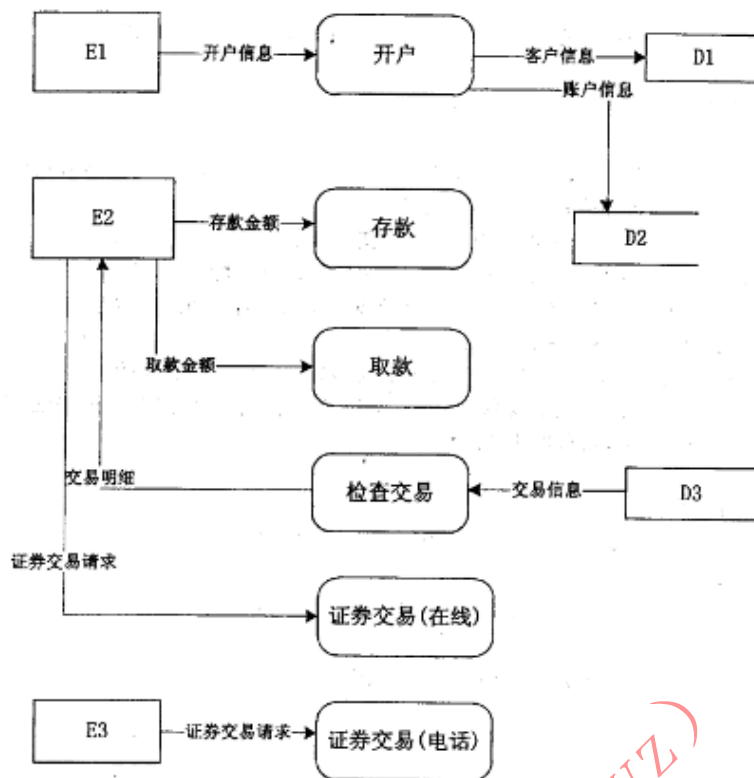 E1
开户信息
开户
客户信息
D1
账户信息
E2
存款金额
存款
D2
取款金额
取款
交易明细
检查交易
交易信息
D3
证券交易请求
证券交易(在线)
E3
证券交易请求
证券交易(电话)